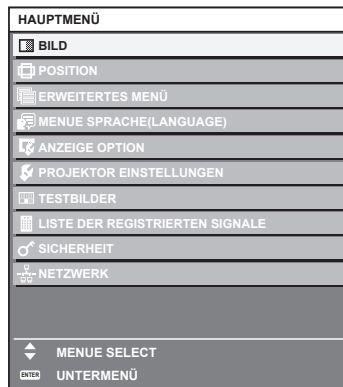 HAUPTMENÜ
BILD
POSITION
ERWEITERTES MENÜ
MENUE SPRACHE(LANGUAGE)
ANZEIGE OPTION
PROJEKTOR EINSTELLUNGEN
TESTBILDER
LISTE DER REGISTRIERTEN SIGNALE
SICHERHEIT
NETZWERK
MENUE SELECT
ENTER UNTERMENÜ